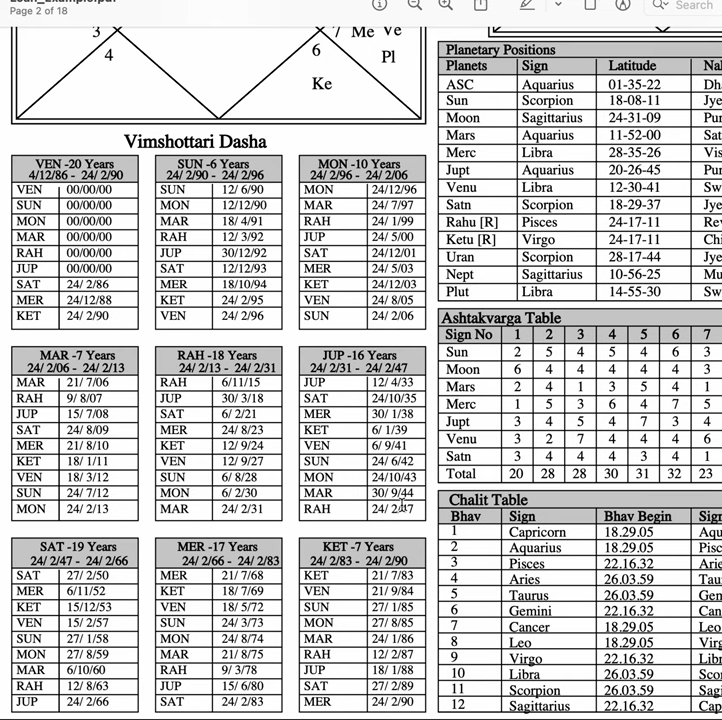 Page 2 of 18
Search
3
4
7 Me Ve
6
Pl
Ke
Vimshottari Dasha
VEN -20 Years
4/12/86 - 24/ 2/90
VEN 00/00/00
SUN 00/00/00
MON 00/00/00
MAR 00/00/00
RAH 00/00/00
JUP 00/00/00
SAT 24/ 2/86
MER 24/12/88
KET 24/ 2/90
SUN -6 Years
24/ 2/90 - 24/ 2/96
SUN 12/ 6/90
MON 12/12/90
MAR 18/ 4/91
RAH 12/ 3/92
JUP 30/12/92
SAT 12/12/93
MER 18/10/94
KET 24/ 2/95
VEN 24/ 2/96
MON -10 Years
24/ 2/96 - 24/ 2/06
MON 24/12/96
MAR 24/ 7/97
RAH 24/ 1/99
JUP 24/ 5/00
SAT 24/12/01
MER 24/ 5/03
KET 24/12/03
VEN 24/ 8/05
SUN 24/ 2/06
MAR -7 Years
24/ 2/06 - 24/ 2/13
MAR 21/ 7/06
RAH 9/ 8/07
JUP 15/ 7/08
SAT 24/ 8/09
MER 21/ 8/10
KET 18/ 1/11
VEN 18/ 3/12
SUN 24/ 7/12
MON 24/ 2/13
RAH -18 Years
24/ 2/13 - 24/ 2/31
RAH 6/11/15
JUP 30/ 3/18
SAT 6/ 2/21
MER 24/ 8/23
KET 12/ 9/24
VEN 12/ 9/27
SUN 6/ 8/28
MON 6/ 2/30
MAR 24/ 2/31
JUP -16 Years
24/ 2/31 - 24/ 2/47
JUP 12/ 4/33
SAT 24/10/35
MER 30/ 1/38
KET 6/ 1/39
VEN 6/ 9/41
SUN 24/ 6/42
MON 24/10/43
MAR 30/ 9/44
RAH 24/ 2/47
SAT -19 Years
24/ 2/47 - 24/ 2/66
SAT 27/ 2/50
MER 6/11/52
KET 15/12/53
VEN 15/ 2/57
SUN 27/ 1/58
MON 27/ 8/59
MAR 6/10/60
RAH 12/ 8/63
JUP 24/ 2/66
MER -17 Years
24/ 2/66 - 24/ 2/83
MER 21/ 7/68
KET 18/ 7/69
VEN 18/ 5/72
SUN 24/ 3/73
MON 24/ 8/74
MAR 21/ 8/75
RAH 9/ 3/78
JUP 15/ 6/80
SAT 24/ 2/83
KET -7 Years
24/ 2/83 - 24/ 2/90
KET 21/ 7/83
VEN 21/ 9/84
SUN 27/ 1/85
MON 27/ 8/85
MAR 24/ 1/86
RAH 12/ 2/87
JUP 18/ 1/88
SAT 27/ 2/89
MER 24/ 2/90
Planetary Positions
Planets Sign Latitude Nal
ASC Aquarius 01-35-22 Dh
Sun Scorpion 18-08-11 Jye
Moon Sagittarius 24-31-09 Pur
Mars Aquarius 11-52-00 Sat
Merc Libra 28-35-26 Vis
Jupt Aquarius 20-26-45 Pur
Venu Libra 12-30-41 Sw
Satn Scorpion 18-29-37 Jye
Rahu [R] Pisces 24-17-11 Rev
Ketu [R] Virgo 24-17-11 Chi
Uran Scorpion 28-17-44 Jye
Nept Sagittarius 10-56-25 Mu
Plut Libra 14-55-30 Sw
Ashtakvarga Table
Sign No 1 2 3 4 5 6 7
Sun 2 5 4 5 4 6 3
Moon 6 4 4 4 4 4 3
Mars 2 4 1 3 5 4 1
Merc 1 5 3 6 4 7 5
Jupt 3 4 5 4 7 3 4
Venu 3 2 7 4 4 4 6
Satn 3 4 4 4 3 4 1
Total 20 28 28 30 31 32 23
Chalit Table
Bhav Sign Bhav Begin Sign
1 Capricorn 18.29.05 Aqu
2 Aquarius 18.29.05 Pisc
3 Pisces 22.16.32 Arie
4 Aries 26.03.59 Tau
5 Taurus 26.03.59 Gem
6 Gemini 22.16.32 Can
7 Cancer 18.29.05 Leo
8 Leo 18.29.05 Virg
9 Virgo 22.16.32 Libr
10 Libra 26.03.59 Sco
11 Scorpion 26.03.59 Sagi
12 Sagittarius 22.16.32 Cap